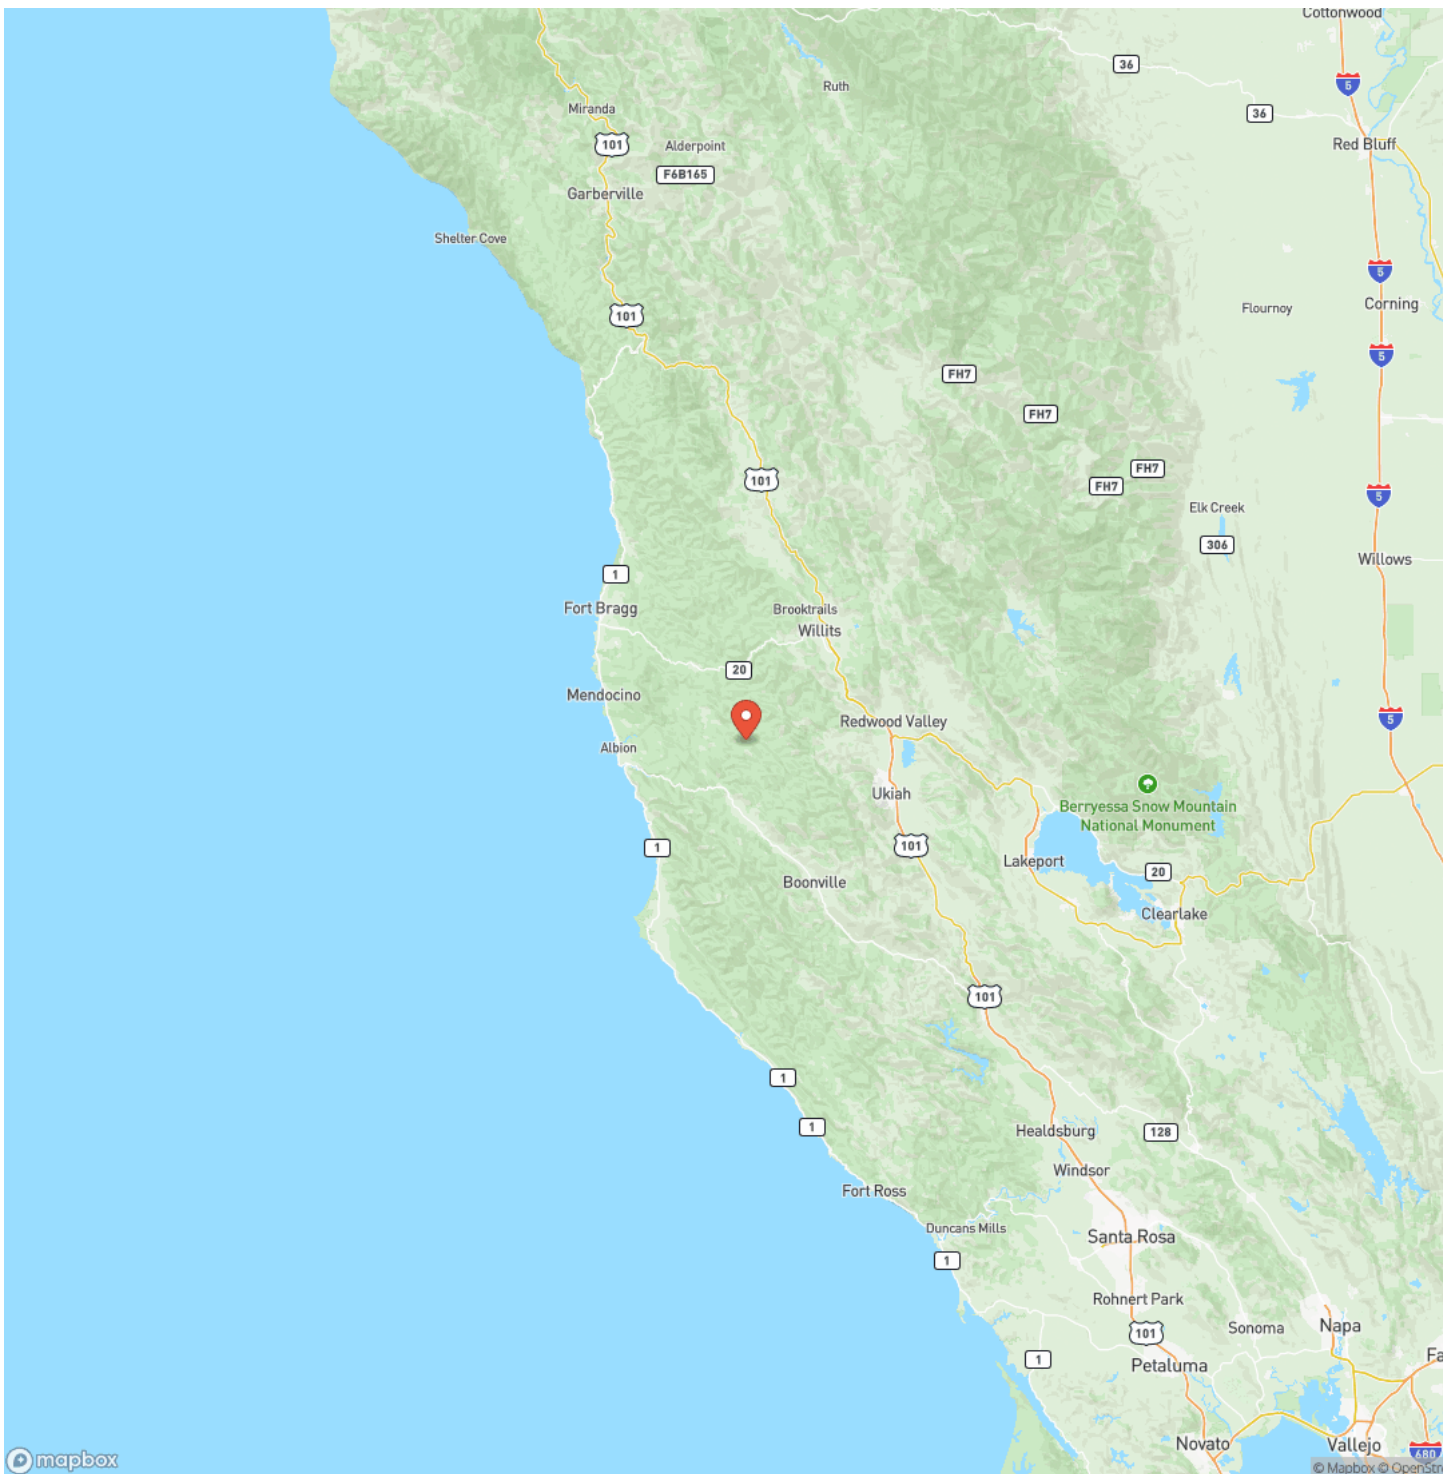 Cottonwood
36
5
Ruth
Miranda
36
101
Alderpoint
Red Bluff
F6B165
Garberville
Shelter Cove
5
Flournoy
Corning
101
5
FH7
FH7
FH7
101
FH7
5
Elk Creek
306
Willows
1
Fort Bragg
Brooktrails
Willits
20
Mendocino
Redwood Valley
5
Albion
Ukiah
Berryessa Snow Mountain
National Monument
1
101
Lakeport
20
Boonville
Clearlake
101
1
1
Healdsburg
128
Windsor
Fort Ross
Duncans Mills
Santa Rosa
1
Rohnert Park
101
Sonoma
Napa
Fa
1
Petaluma
Novato
Vallejo
680
mapbox
© Mapbox © OpenStr